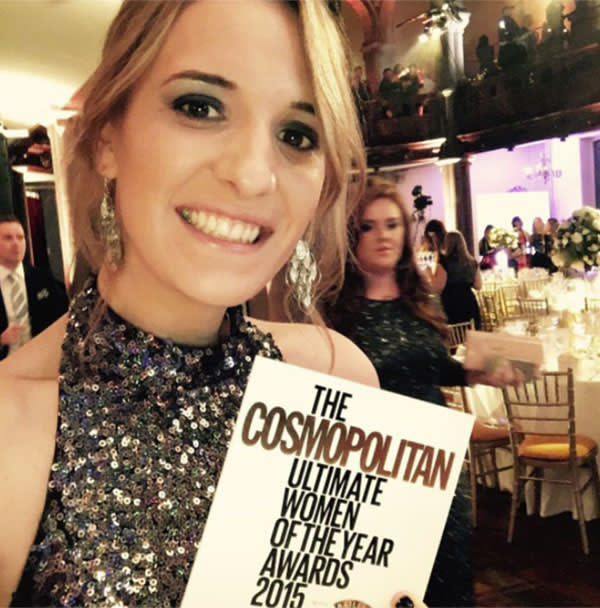 THE
COSMOPOLITAN
ULTIMATE
WOMEN
OF THE YEAR
AWARDS
2015